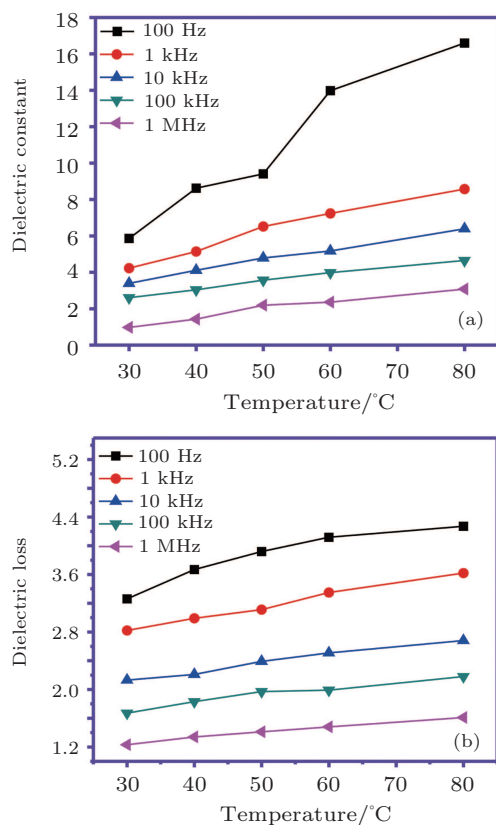 18
16
14
12
10
8
6
4
2
0
Dielectric constant
100 Hz
1 kHz
10 kHz
100 kHz
1 MHz
(a)
30 40 50 60 70 80
Temperature/°C
5.2
4.4
3.6
2.8
2.0
1.2
Dielectric loss
100 Hz
1 kHz
10 kHz
100 kHz
1 MHz
(b)
30 40 50 60 70 80
Temperature/°C